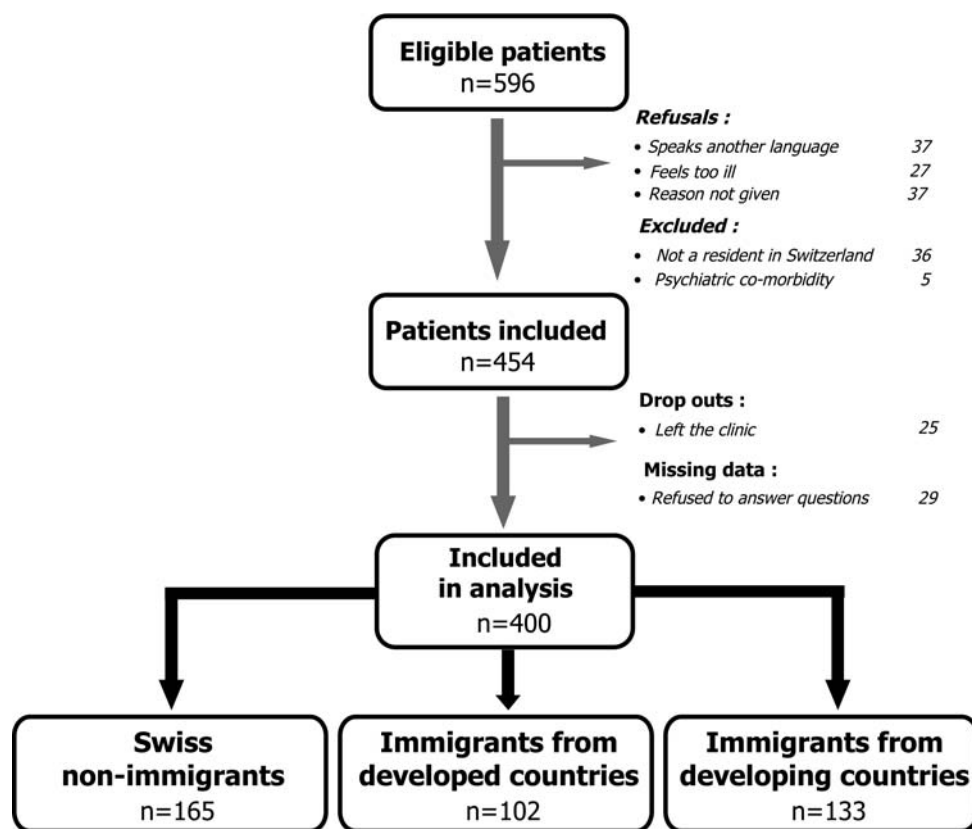 Eligible patients
n=596
Refusals :
• Speaks another language 37
• Feels too ill 27
• Reason not given 37
Excluded :
• Not a resident in Switzerland 36
• Psychiatric co-morbidity 5
Patients included
n=454
Drop outs :
• Left the clinic 25
Missing data :
• Refused to answer questions 29
Included
in analysis
n=400
Swiss
non-immigrants
n=165
Immigrants from
developed countries
n=102
Immigrants from
developing countries
n=133